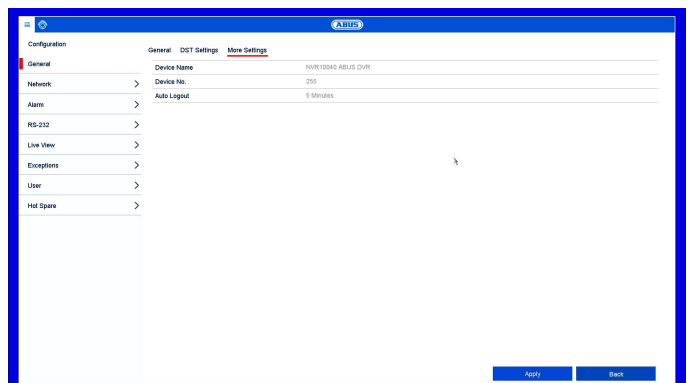 ABUS
Configuration
General DST Settings More Settings
General
Network
Alarm
RS-232
Live View
Exceptions
User
Hot Spare
Device Name NVR10040 ABUS DVR
Device No. 255
Auto Logout 5 Minutes
Apply Back